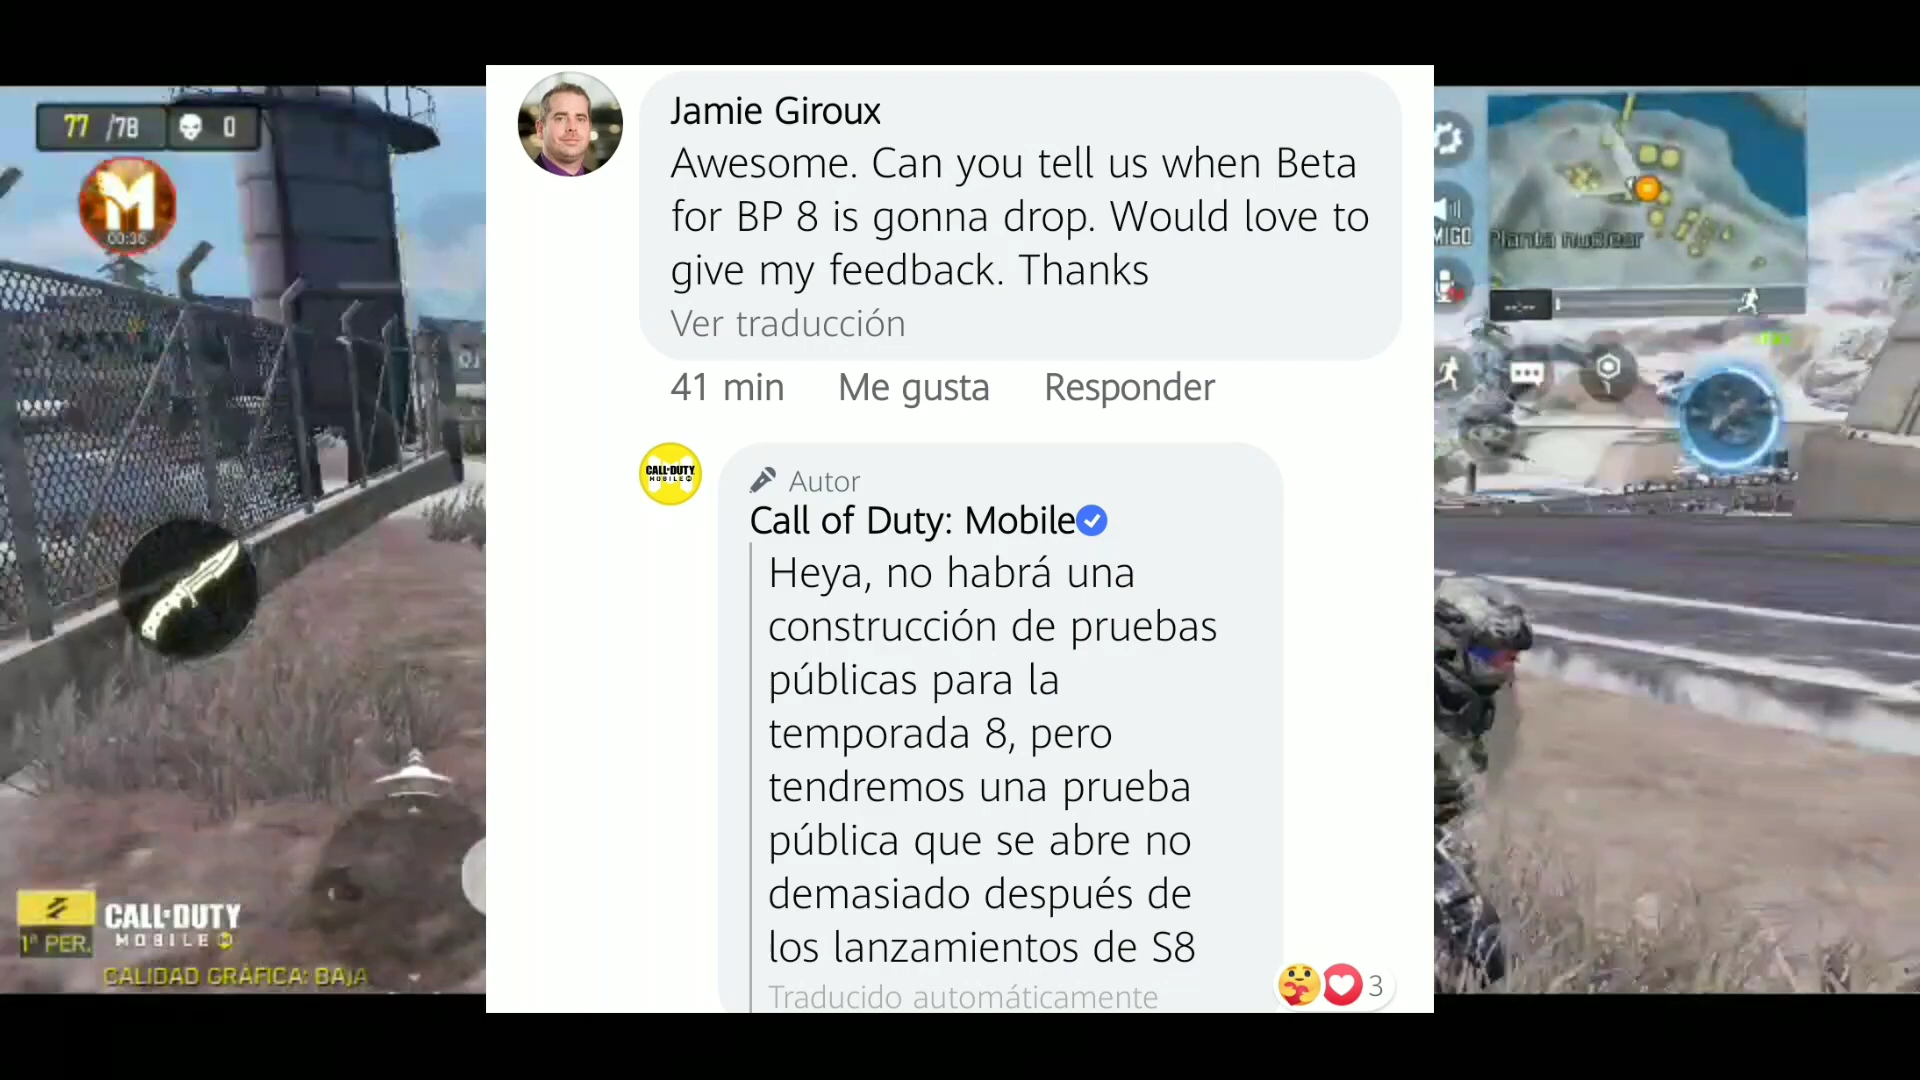 77 /78 0
00:36
Jamie Giroux
Awesome. Can you tell us when Beta
for BP 8 is gonna drop. Would love to
give my feedback. Thanks
Ver traducción
41 min Me gusta Responder
CALL OF DUTY
MOBILE
Autor
Call of Duty: Mobile
Heya, no habrá una
construcción de pruebas
públicas para la
temporada 8, pero
tendremos una prueba
pública que se abre no
demasiado después de
los lanzamientos de S8
Traducido automáticamente
3
1ª PER.
CALL OF DUTY
MOBILE
CALIDAD GRÁFICA: BAJA
Planta nuclear